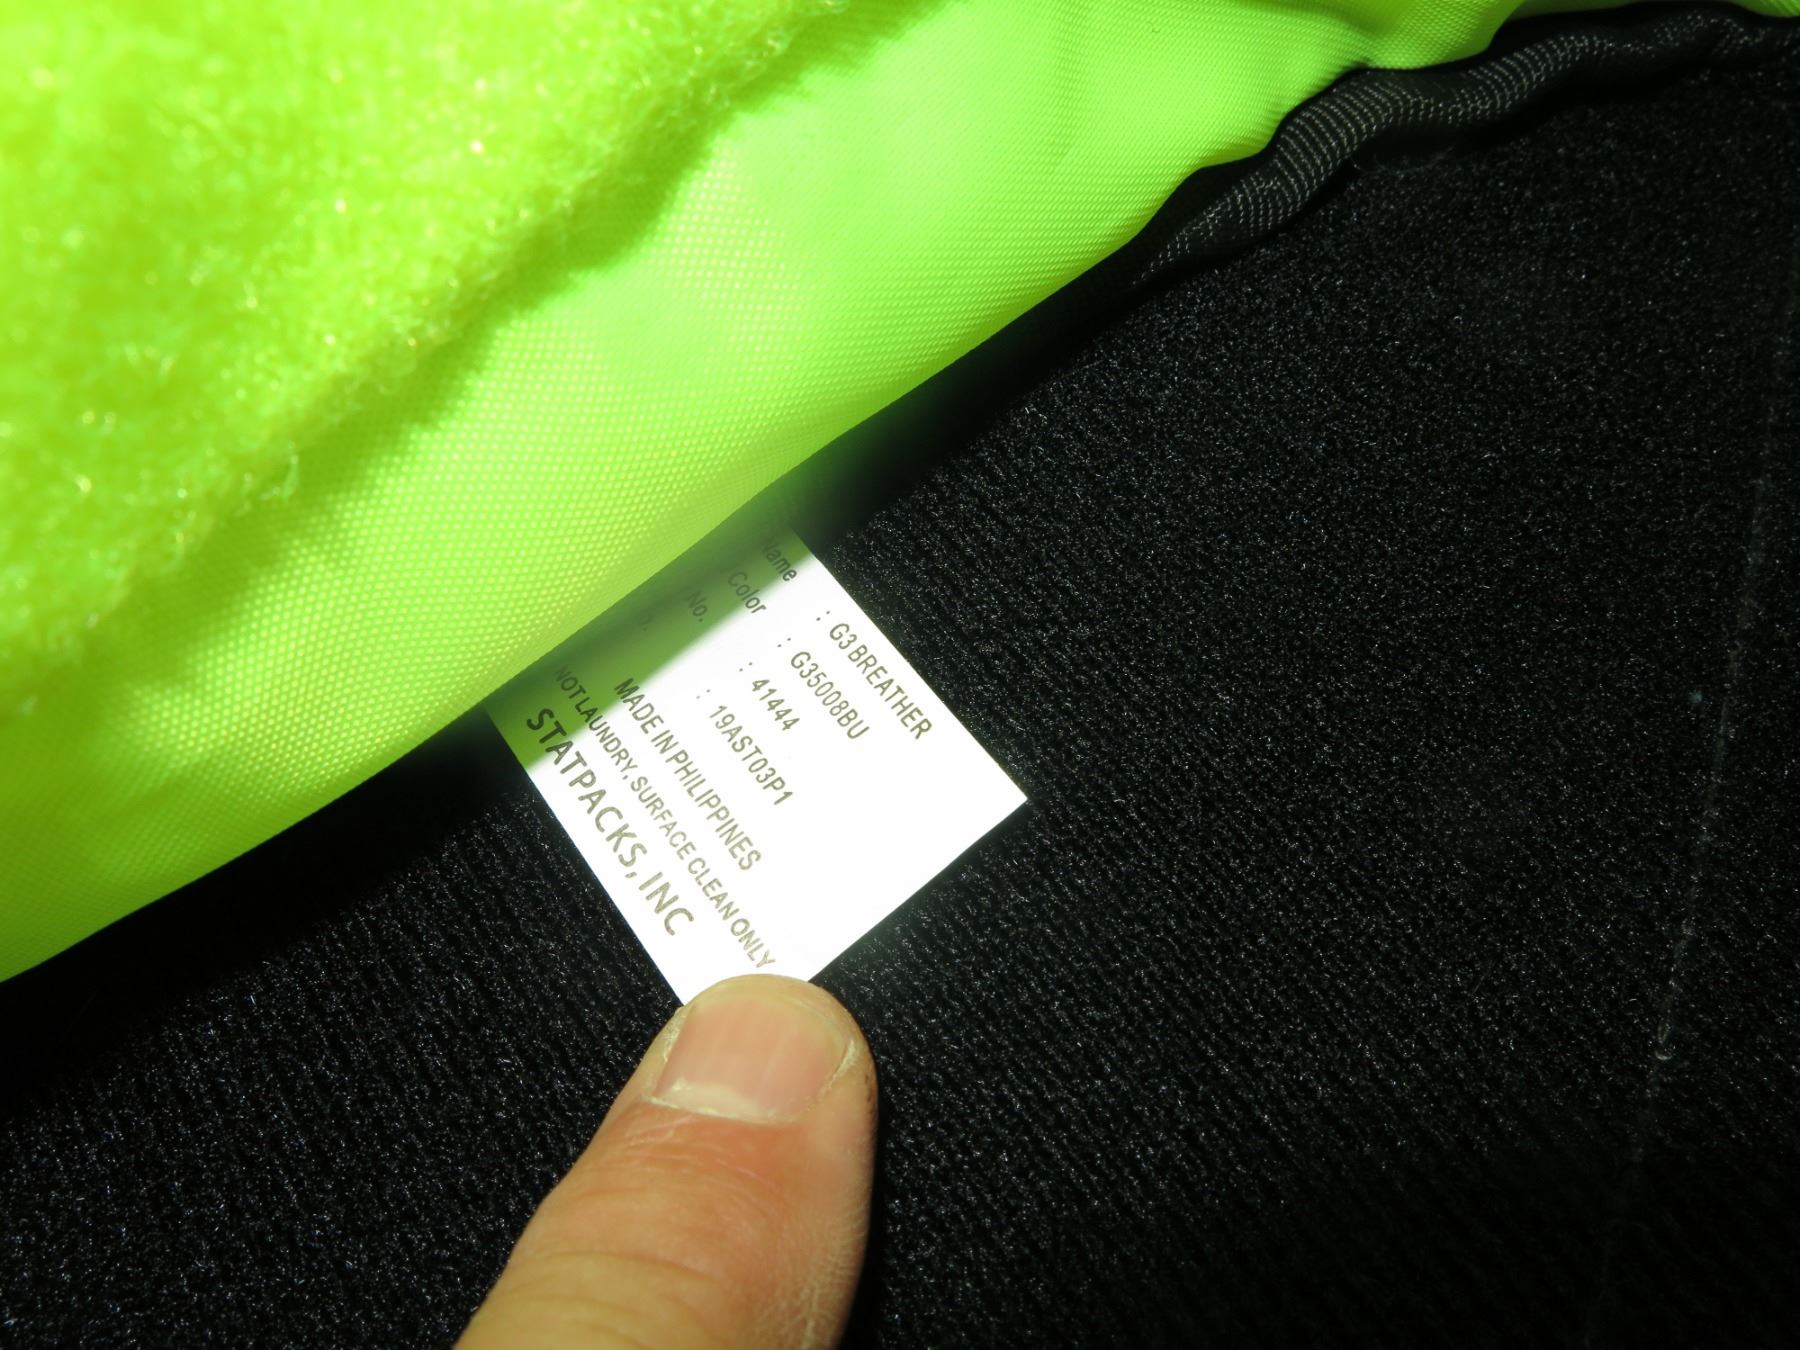 Name : G3 BREATHER
Color : G35008BU
No. : 41444
: 19AST03P1
MADE IN PHILIPPINES
NOT LAUNDRY, SURFACE CLEAN ONLY
STATPACKS, INC